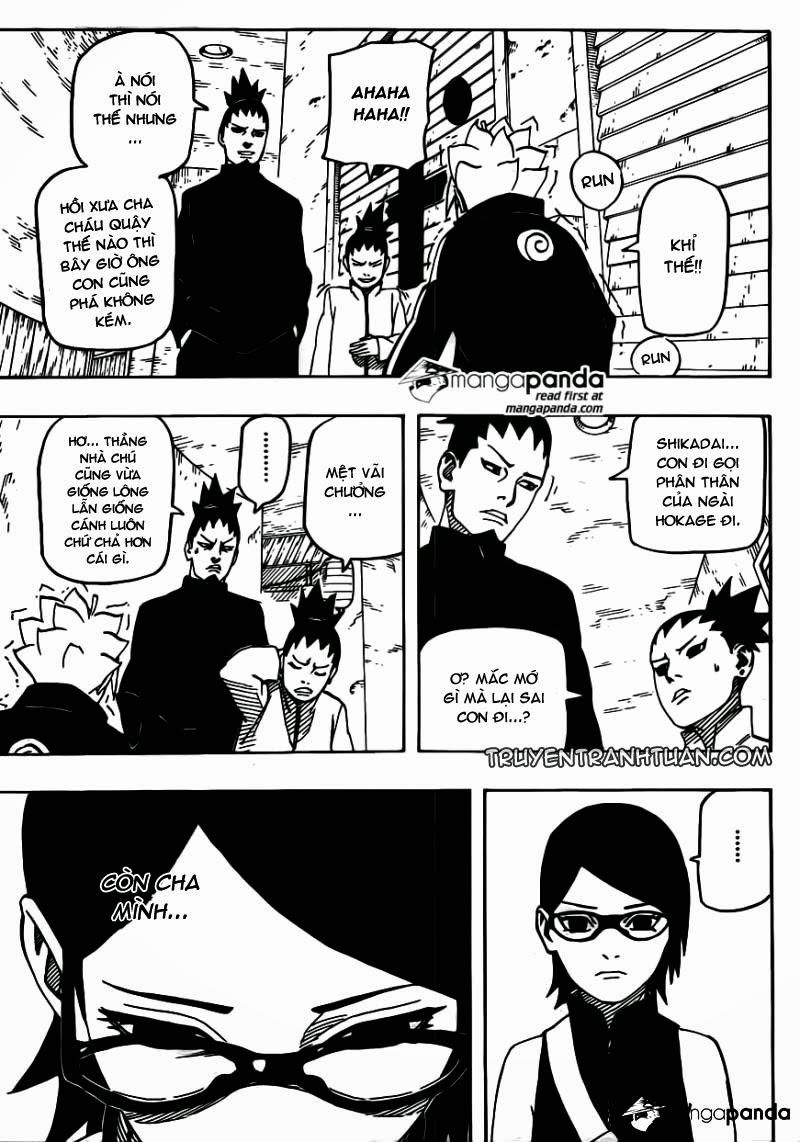 AHAHA
HAHA!!
RUN
KHỈ
THẾ!!
RUN
À NÓI
THÌ NÓI
THẾ NHƯNG
...
HỒI XƯA CHA
CHÁU QUẬY
THẾ NÀO THÌ
BÂY GIỜ ÔNG
CON CŨNG
PHÁ KHÔNG
KÉM.
mangapanda
read first at
mangapanda.com
HƠ... THẰNG
NHÀ CHÚ
CŨNG VỪA
GIỐNG LÔNG
LẪN GIỐNG
CÁNH LUÔN
CHỨ CHẢ HƠN
CÁI GÌ.
........
MỆT VÃI
CHƯỞNG
...
SHIKADAI...
CON ĐI GỌI
PHÂN THÂN
CỦA NGÀI
HOKAGE ĐI.
Ơ? MẮC MỚ
GÌ MÀ LẠI SAI
CON ĐI...?
TRUYENTRANHTUAN.COM
CÒN CHA
MÌNH...
........
mangapanda